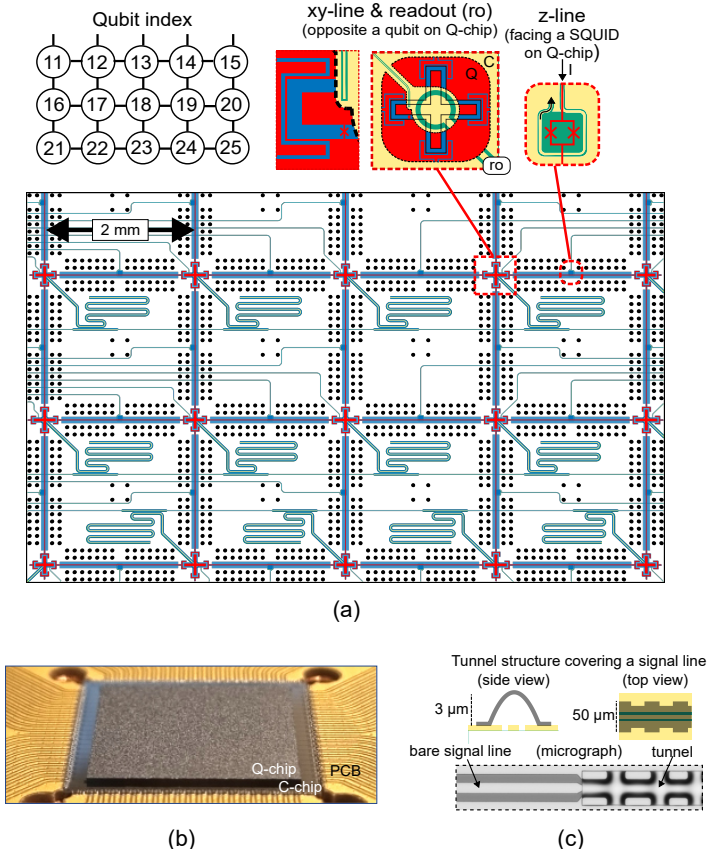 Qubit index
11 12 13 14 15
16 17 18 19 20
21 22 23 24 25
xy-line & readout (ro)
(opposite a qubit on Q-chip)
C
Q
ro
z-line
(facing a SQUID
on Q-chip)
I
2 mm
(a)
Q-chip
C-chip
PCB
(b)
Tunnel structure covering a signal line
(side view)
(top view)
3 μm
50 μm
bare signal line
(micrograph)
tunnel
(c)